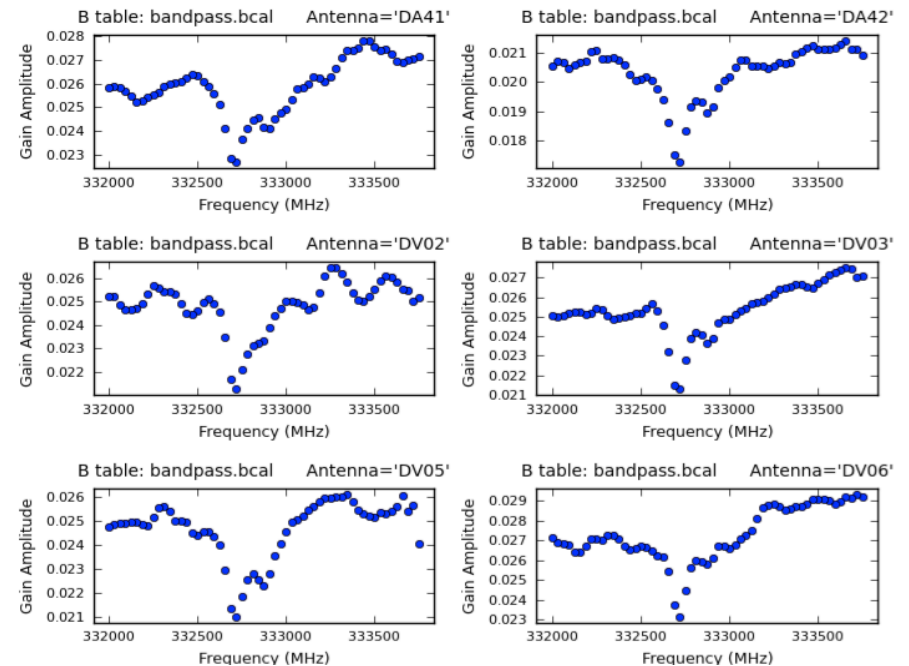 B table: bandpass.bcal Antenna='DA41'
0.028
0.027
0.026
0.025
0.024
0.023
Gain Amplitude
332000 332500 333000 333500
Frequency (MHz)
B table: bandpass.bcal Antenna='DA42'
0.021
0.020
0.019
0.018
Gain Amplitude
332000 332500 333000 333500
Frequency (MHz)
B table: bandpass.bcal Antenna='DV02'
0.026
0.025
0.024
0.023
0.022
Gain Amplitude
332000 332500 333000 333500
Frequency (MHz)
B table: bandpass.bcal Antenna='DV03'
0.027
0.026
0.025
0.024
0.023
0.022
0.021
Gain Amplitude
332000 332500 333000 333500
Frequency (MHz)
B table: bandpass.bcal Antenna='DV05'
0.026
0.025
0.024
0.023
0.022
0.021
Gain Amplitude
332000 332500 333000 333500
Frequency (MHz)
B table: bandpass.bcal Antenna='DV06'
0.029
0.028
0.027
0.026
0.025
0.024
0.023
Gain Amplitude
332000 332500 333000 333500
Frequency (MHz)